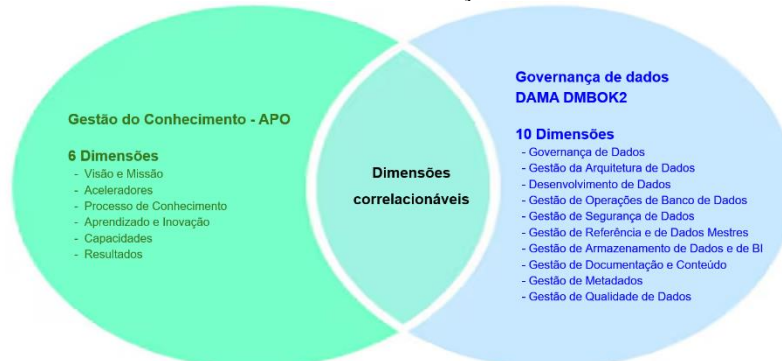 Gestão do Conhecimento - APO
6 Dimensões
- Visão e Missão
- Aceleradores
- Processo de Conhecimento
- Aprendizado e Inovação
- Capacidades
- Resultados
Dimensões
correlacionáveis
Governança de dados
DAMA DMBOK2
10 Dimensões
- Governança de Dados
- Gestão da Arquitetura de Dados
- Desenvolvimento de Dados
- Gestão de Operações de Banco de Dados
- Gestão de Segurança de Dados
- Gestão de Referência e de Dados Mestres
- Gestão de Armazenamento de Dados e de BI
- Gestão de Documentação e Conteúdo
- Gestão de Metadados
- Gestão de Qualidade de Dados